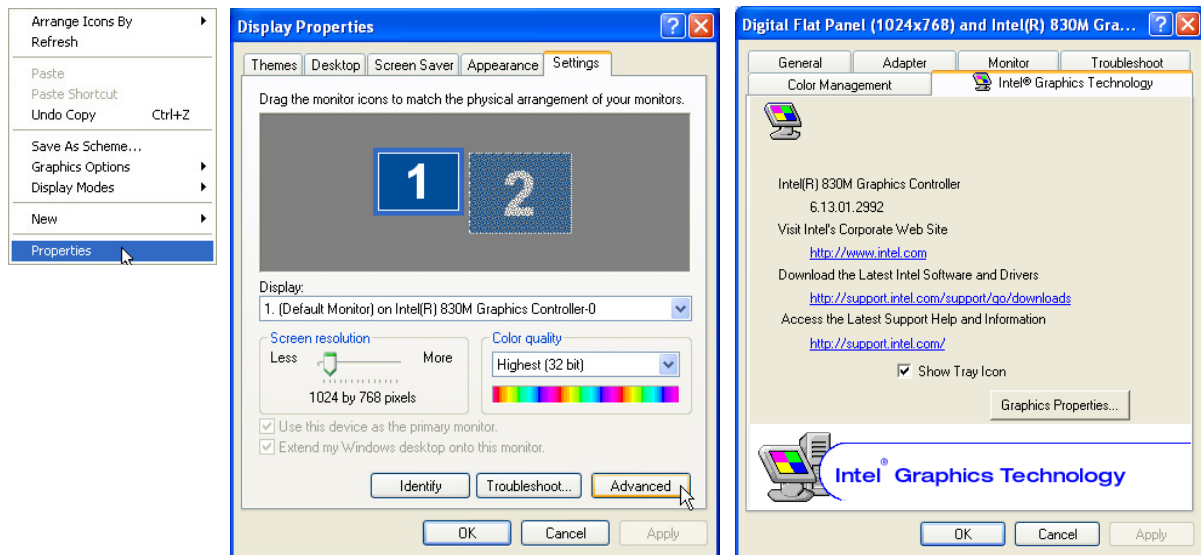 Arrange Icons By
Refresh
Paste
Paste Shortcut
Undo Copy Ctrl+Z
Save As Scheme...
Graphics Options
Display Modes
New
Properties
Display Properties
Themes Desktop Screen Saver Appearance Settings
Drag the monitor icons to match the physical arrangement of your monitors.
1 2
Display:
1. (Default Monitor) on Intel(R) 830M Graphics Controller-0
Screen resolution
Less More
1024 by 768 pixels
Color quality
Highest (32 bit)
Use this device as the primary monitor.
Extend my Windows desktop onto this monitor.
Identify Troubleshoot... Advanced
OK Cancel Apply
Digital Flat Panel (1024x768) and Intel(R) 830M Gra...
General Adapter Monitor Troubleshoot
Color Management Intel® Graphics Technology
Intel(R) 830M Graphics Controller
6.13.01.2992
Visit Intel's Corporate Web Site
http://www.intel.com
Download the Latest Intel Software and Drivers
http://support.intel.com/support/go/downloads
Access the Latest Support Help and Information
http://support.intel.com/
Show Tray Icon
Graphics Properties...
Intel® Graphics Technology
OK Cancel Apply